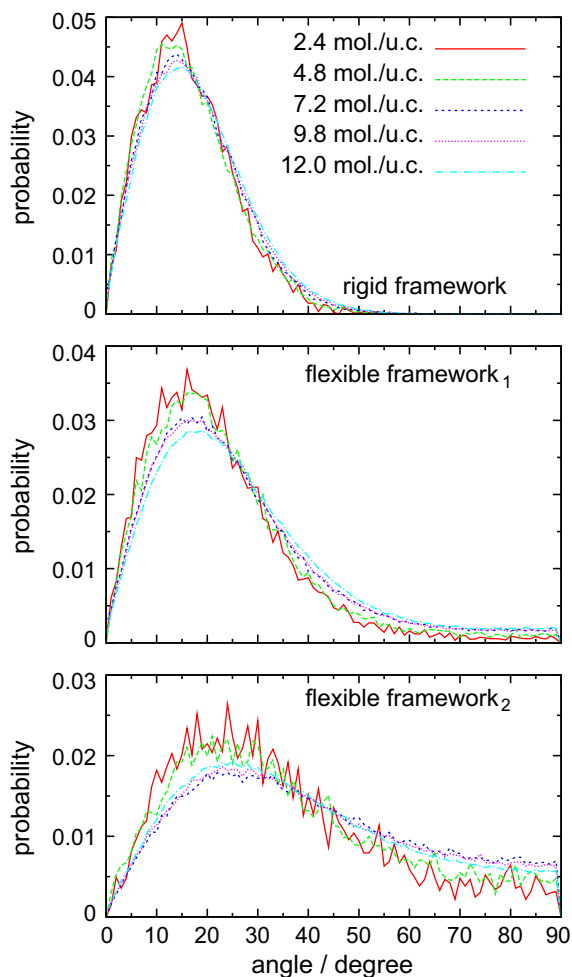 0.05
0.04
0.03
0.02
0.01
0
probability
2.4 mol./u.c.
4.8 mol./u.c.
7.2 mol./u.c.
9.8 mol./u.c.
12.0 mol./u.c.
rigid framework
0.04
0.03
0.02
0.01
0
probability
flexible framework1
0.03
0.02
0.01
0
probability
flexible framework2
0 10 20 30 40 50 60 70 80 90
angle / degree